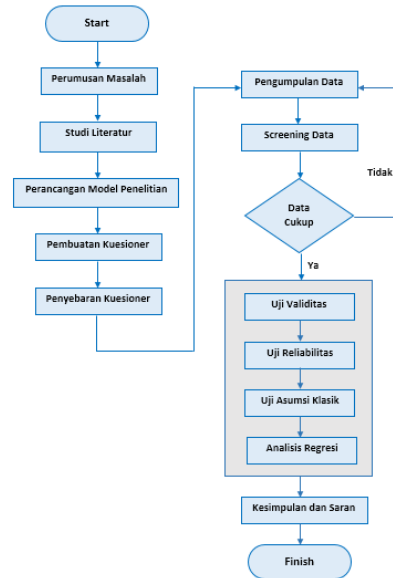 Start
Perumusan Masalah
Studi Literatur
Perancangan Model Penelitian
Pembuatan Kuesioner
Penyebaran Kuesioner
Pengumpulan Data
Screening Data
Data
Cukup
Tidak
Ya
Uji Validitas
Uji Reliabilitas
Uji Asumsi Klasik
Analisis Regresi
Kesimpulan dan Saran
Finish